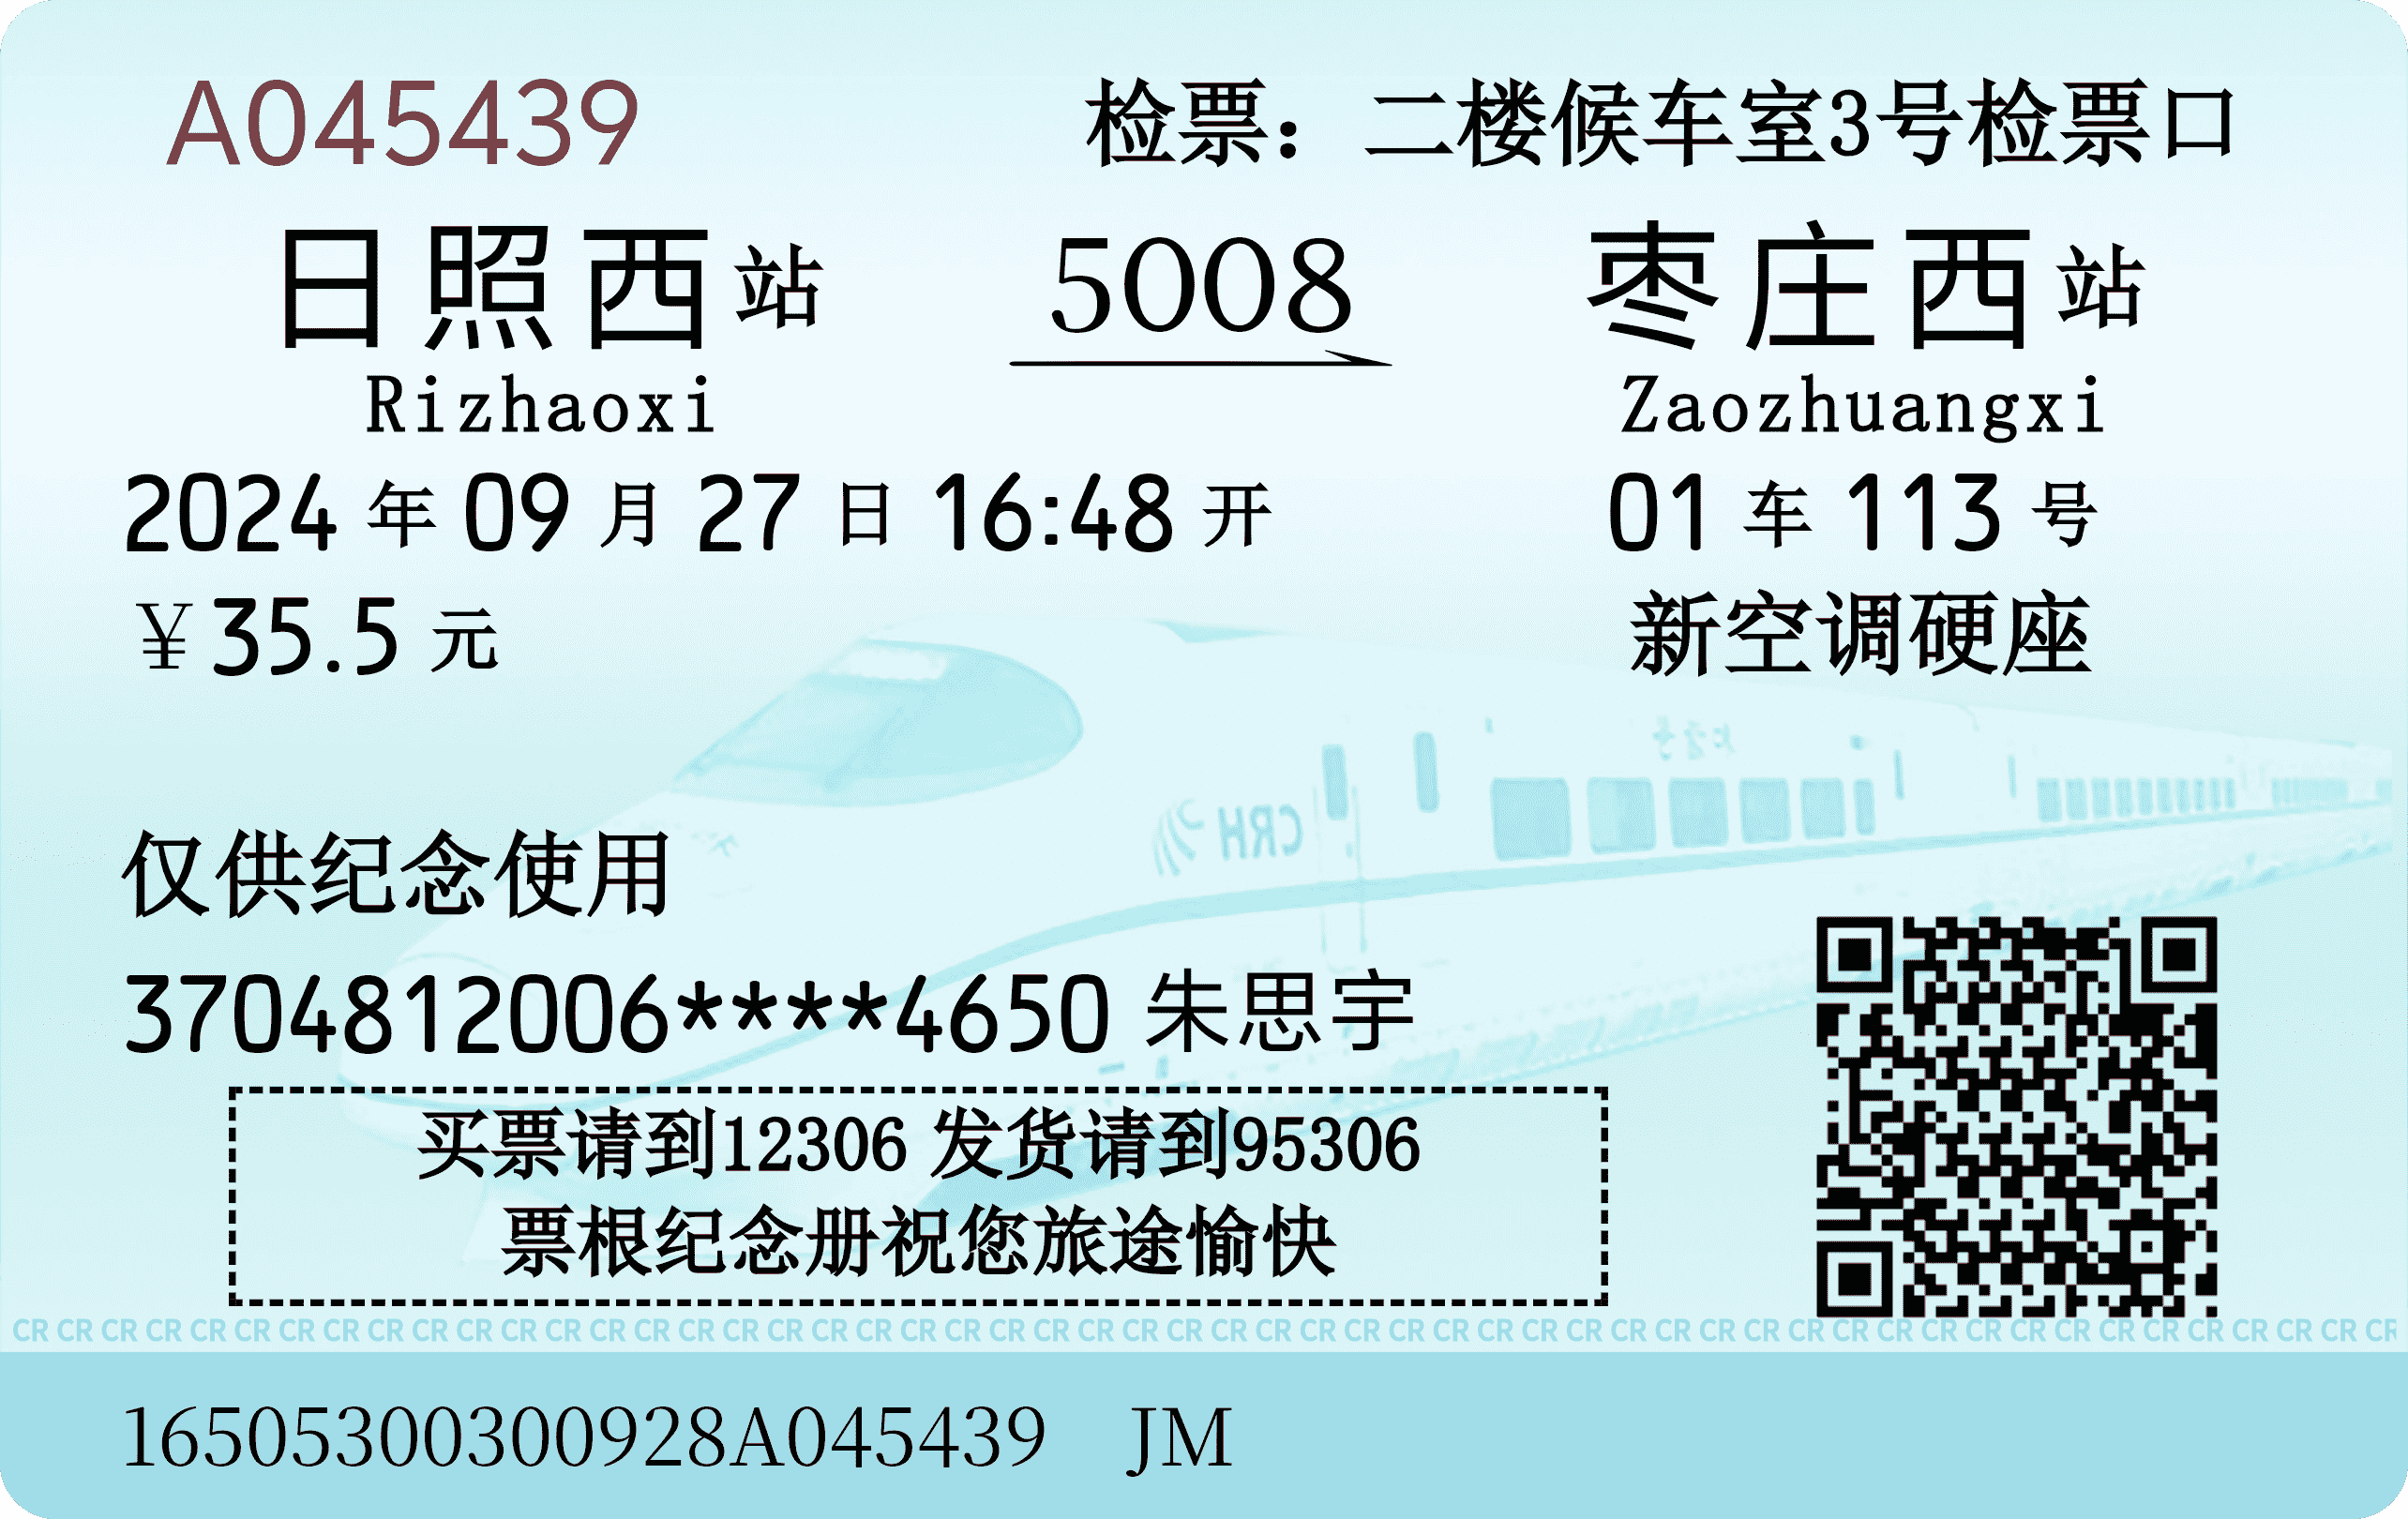 A045439 检票：二楼候车室3号检票口
日照西站 5008 枣庄西站
Rizhaoxi Zaozhuangxi
2024年09月27日16:48开 01车113号
￥35.5元 新空调硬座
CRH
仅供纪念使用
3704812006****4650 朱思宇
买票请到12306 发货请到95306
票根纪念册祝您旅途愉快
CR CR CR CR CR CR CR CR CR CR CR CR CR CR CR CR CR CR CR CR CR CR CR CR CR CR CR CR CR CR CR CR CR CR CR CR CR CR CR CR CR CR CR CR CR CR CR CR CR CR CR CR CR CR
16505300300928A045439 JM